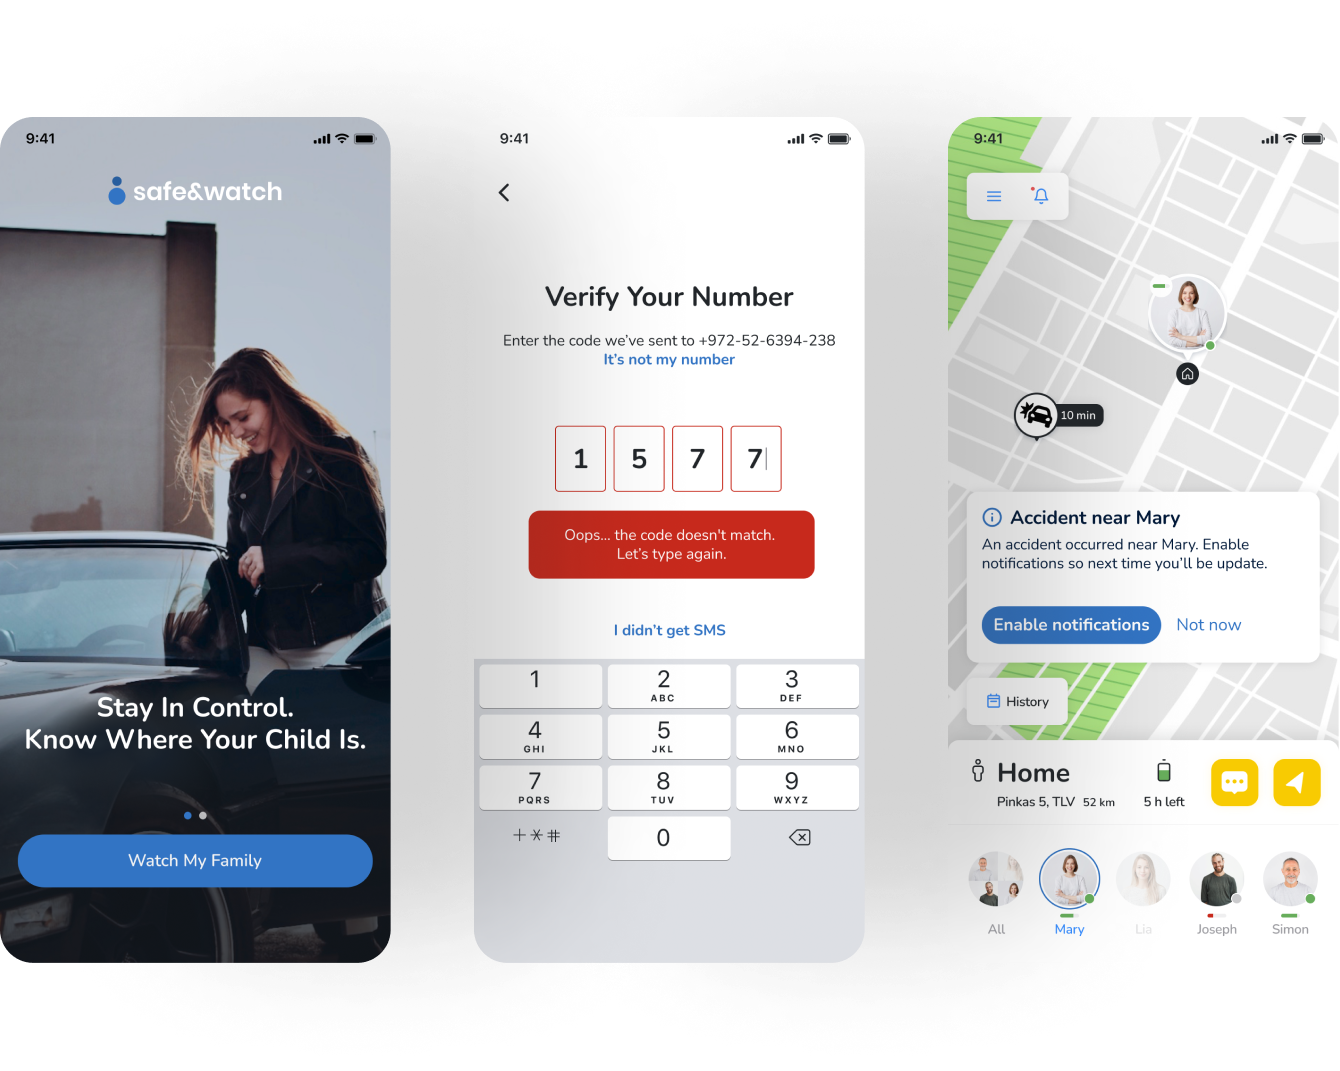 9:41
safe&watch
Stay In Control.
Know Where Your Child Is.
Watch My Family
9:41
Verify Your Number
Enter the code we've sent to +972-52-6394-238
It's not my number
1 5 7 7
Oops... the code doesn't match.
Let's type again.
I didn't get SMS
1 2 3
ABC DEF
4 5 6
GHI JKL MNO
7 8 9
PQRS TUV WXYZ
+ * #
0
9:41
10 min
Accident near Mary
An accident occurred near Mary. Enable
notifications so next time you'll be update.
Enable notifications Not now
History
Home
Pinkas 5, TLV 52 km 5 h left
All Mary Lia Joseph Simon